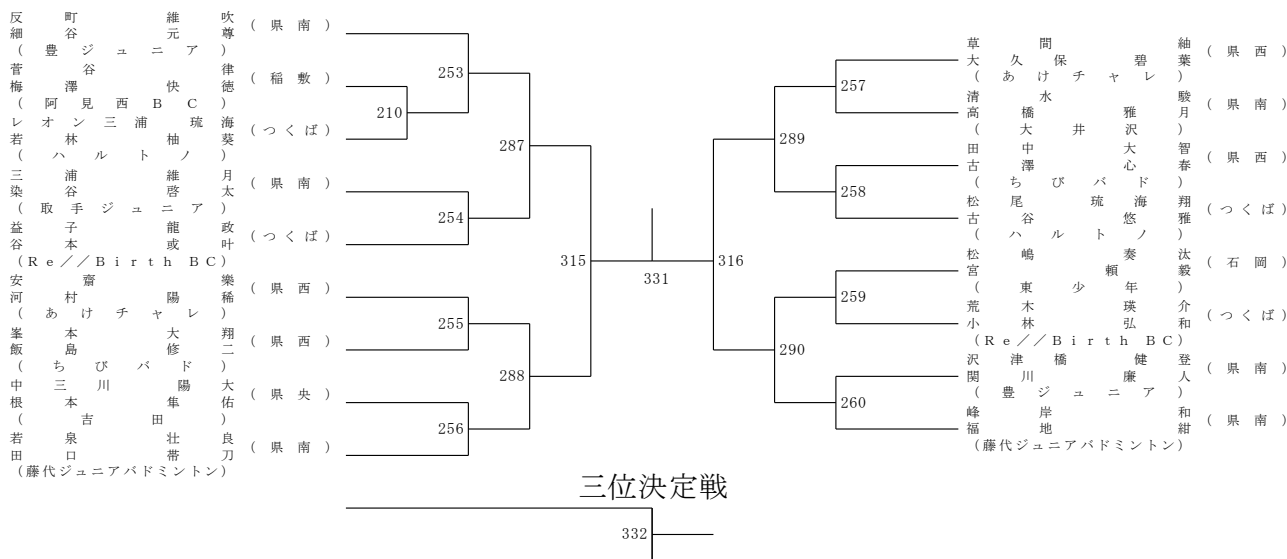 反町維吹
細谷元尊
(豊ジュニア)
(県南)
菅谷律
梅澤快徳
(阿見西BC)
(稲敷)
レオン三浦 琉海
若林柚葵
(ハルトノ)
(つくば)
三浦維月
染谷啓太
(取手ジュニア)
(県南)
益子龍政
谷本或叶
(Re//Birth BC)
(つくば)
安齋樂
河村陽稀
(あけチャレ)
(県西)
峯本大翔
飯島修二
(ちびバド)
(県西)
中三川陽大
根本隼佑
(吉田)
(県央)
若泉壮良
田口帯刀
(藤代ジュニアバドミントン)
(県南)
253
210
287
254
315
255
288
256
331
316
257
289
258
259
290
260
草間紬
大久保碧葉
(あけチャレ)
(県西)
清水駿
高橋雅月
(大井沢)
(県南)
田中大智
古澤心春
(ちびバド)
(県西)
松尾琉海翔
古谷悠雅
(ハルトノ)
(つくば)
松嶋奏汰
宮頼毅
(東少年)
(石岡)
荒木瑛介
小林弘和
(Re//Birth BC)
(つくば)
沢津橋健登
関川廉人
(豊ジュニア)
(県南)
峰岸和
福地紺
(藤代ジュニアバドミントン)
(県南)
三位決定戦
332